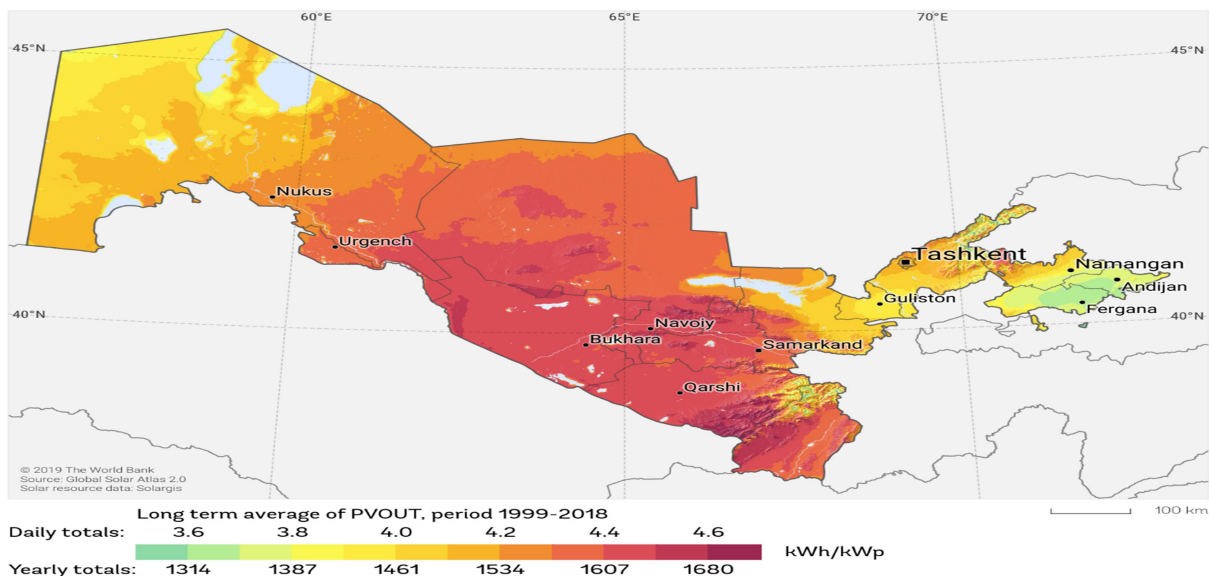 60°E 65°E 70°E
45°N 45°N
Nukus
Urgench
Tashkent
Namangan
Andijan
Guliston
Fergana
40°N 40°N
Navoiy
Bukhara
Samarkand
Qarshi
© 2019 The World Bank
Source: Global Solar Atlas 2.0
Solar resource data: Solargis
Long term average of PVOUT, period 1999-2018
100 km
Daily totals: 3.6 3.8 4.0 4.2 4.4 4.6
kWh/kWp
Yearly totals: 1314 1387 1461 1534 1607 1680